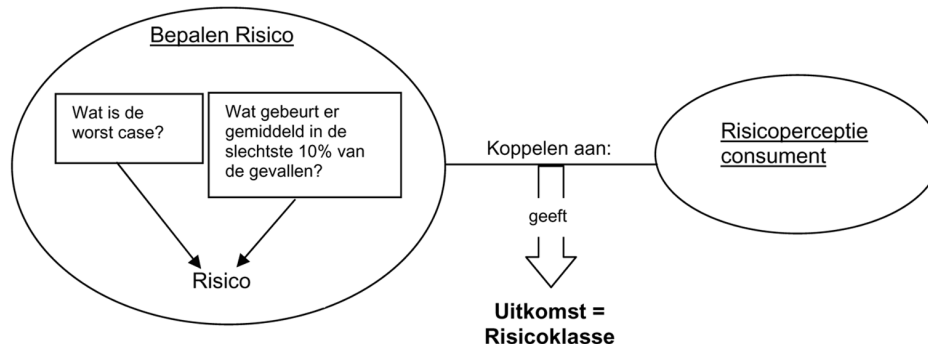 Bepalen Risico
Wat is de
worst case?
Wat gebeurt er
gemiddeld in de
slechtste 10% van
de gevallen?
Risico
Koppelen aan:
geeft
Uitkomst =
Risicoklasse
Risicoperceptie
consument